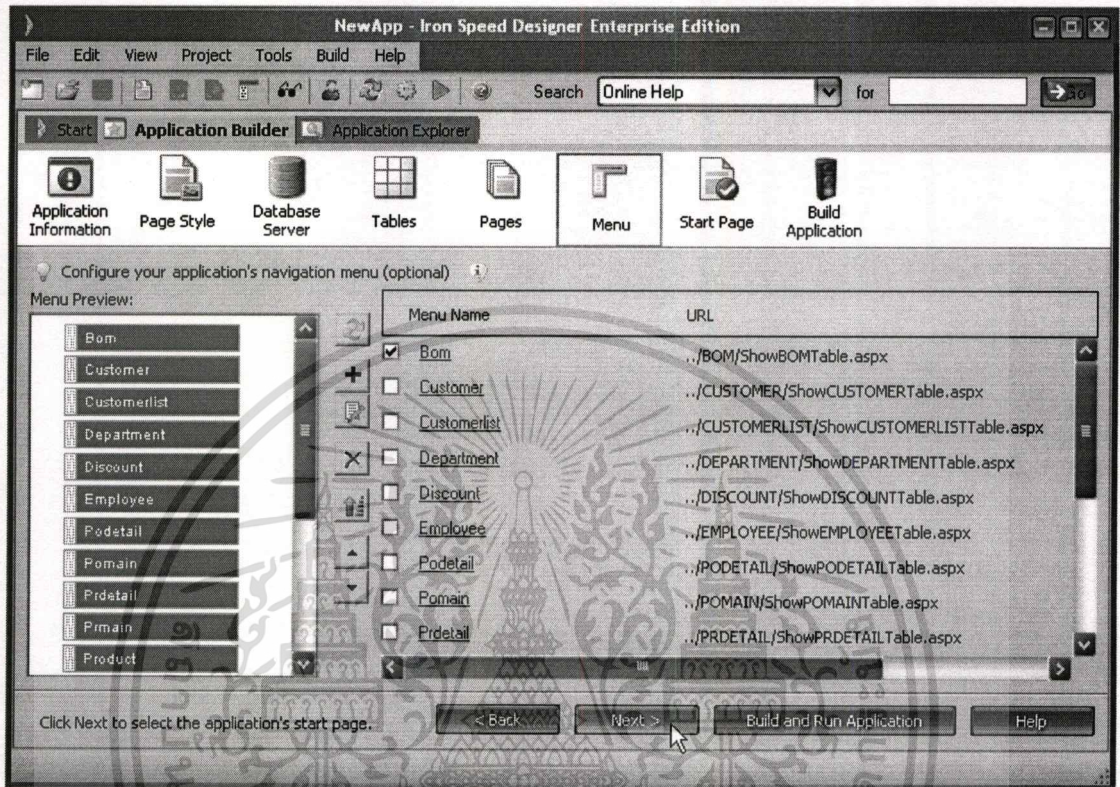 NewApp - Iron Speed Designer Enterprise Edition
File Edit View Project Tools Build Help
Search Online Help for Go
Start Application Builder Application Explorer
Application Information Page Style Database Server Tables Pages Menu Start Page Build Application
Configure your application's navigation menu (optional)
Menu Preview:
Bom
Customer
Customerlist
Department
Discount
Employee
Podetail
Pomain
Prdetail
Prmain
Product
Menu Name URL
Bom ../BOM/ShowBOMTable.aspx
Customer ../CUSTOMER/ShowCUSTOMERTable.aspx
Customerlist ../CUSTOMERLIST/ShowCUSTOMERLISTTable.aspx
Department ../DEPARTMENT/ShowDEPARTMENTTable.aspx
Discount ../DISCOUNT/ShowDISCOUNTTable.aspx
Employee ../EMPLOYEE/ShowEMPLOYEETable.aspx
Podetail ../PODETAIL/ShowPODETAILTable.aspx
Pomain ../POMAIN/ShowPOMAINTable.aspx
Prdetail ../PRDETAIL/ShowPRDETAILTable.aspx
Click Next to select the application's start page. < Back Next > Build and Run Application Help